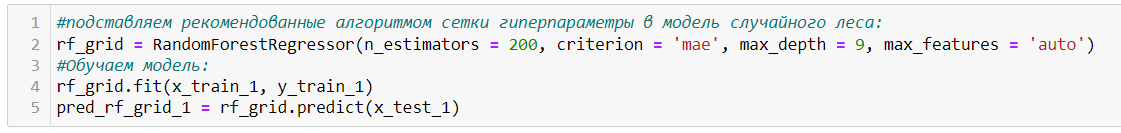 1 #подставляем рекомендованные алгоритмом сетки гиперпараметры в модель случайного леса:
2 rf_grid = RandomForestRegressor(n_estimators = 200, criterion = 'mae', max_depth = 9, max_features = 'auto')
3 #Обучаем модель:
4 rf_grid.fit(x_train_1, y_train_1)
5 pred_rf_grid_1 = rf_grid.predict(x_test_1)